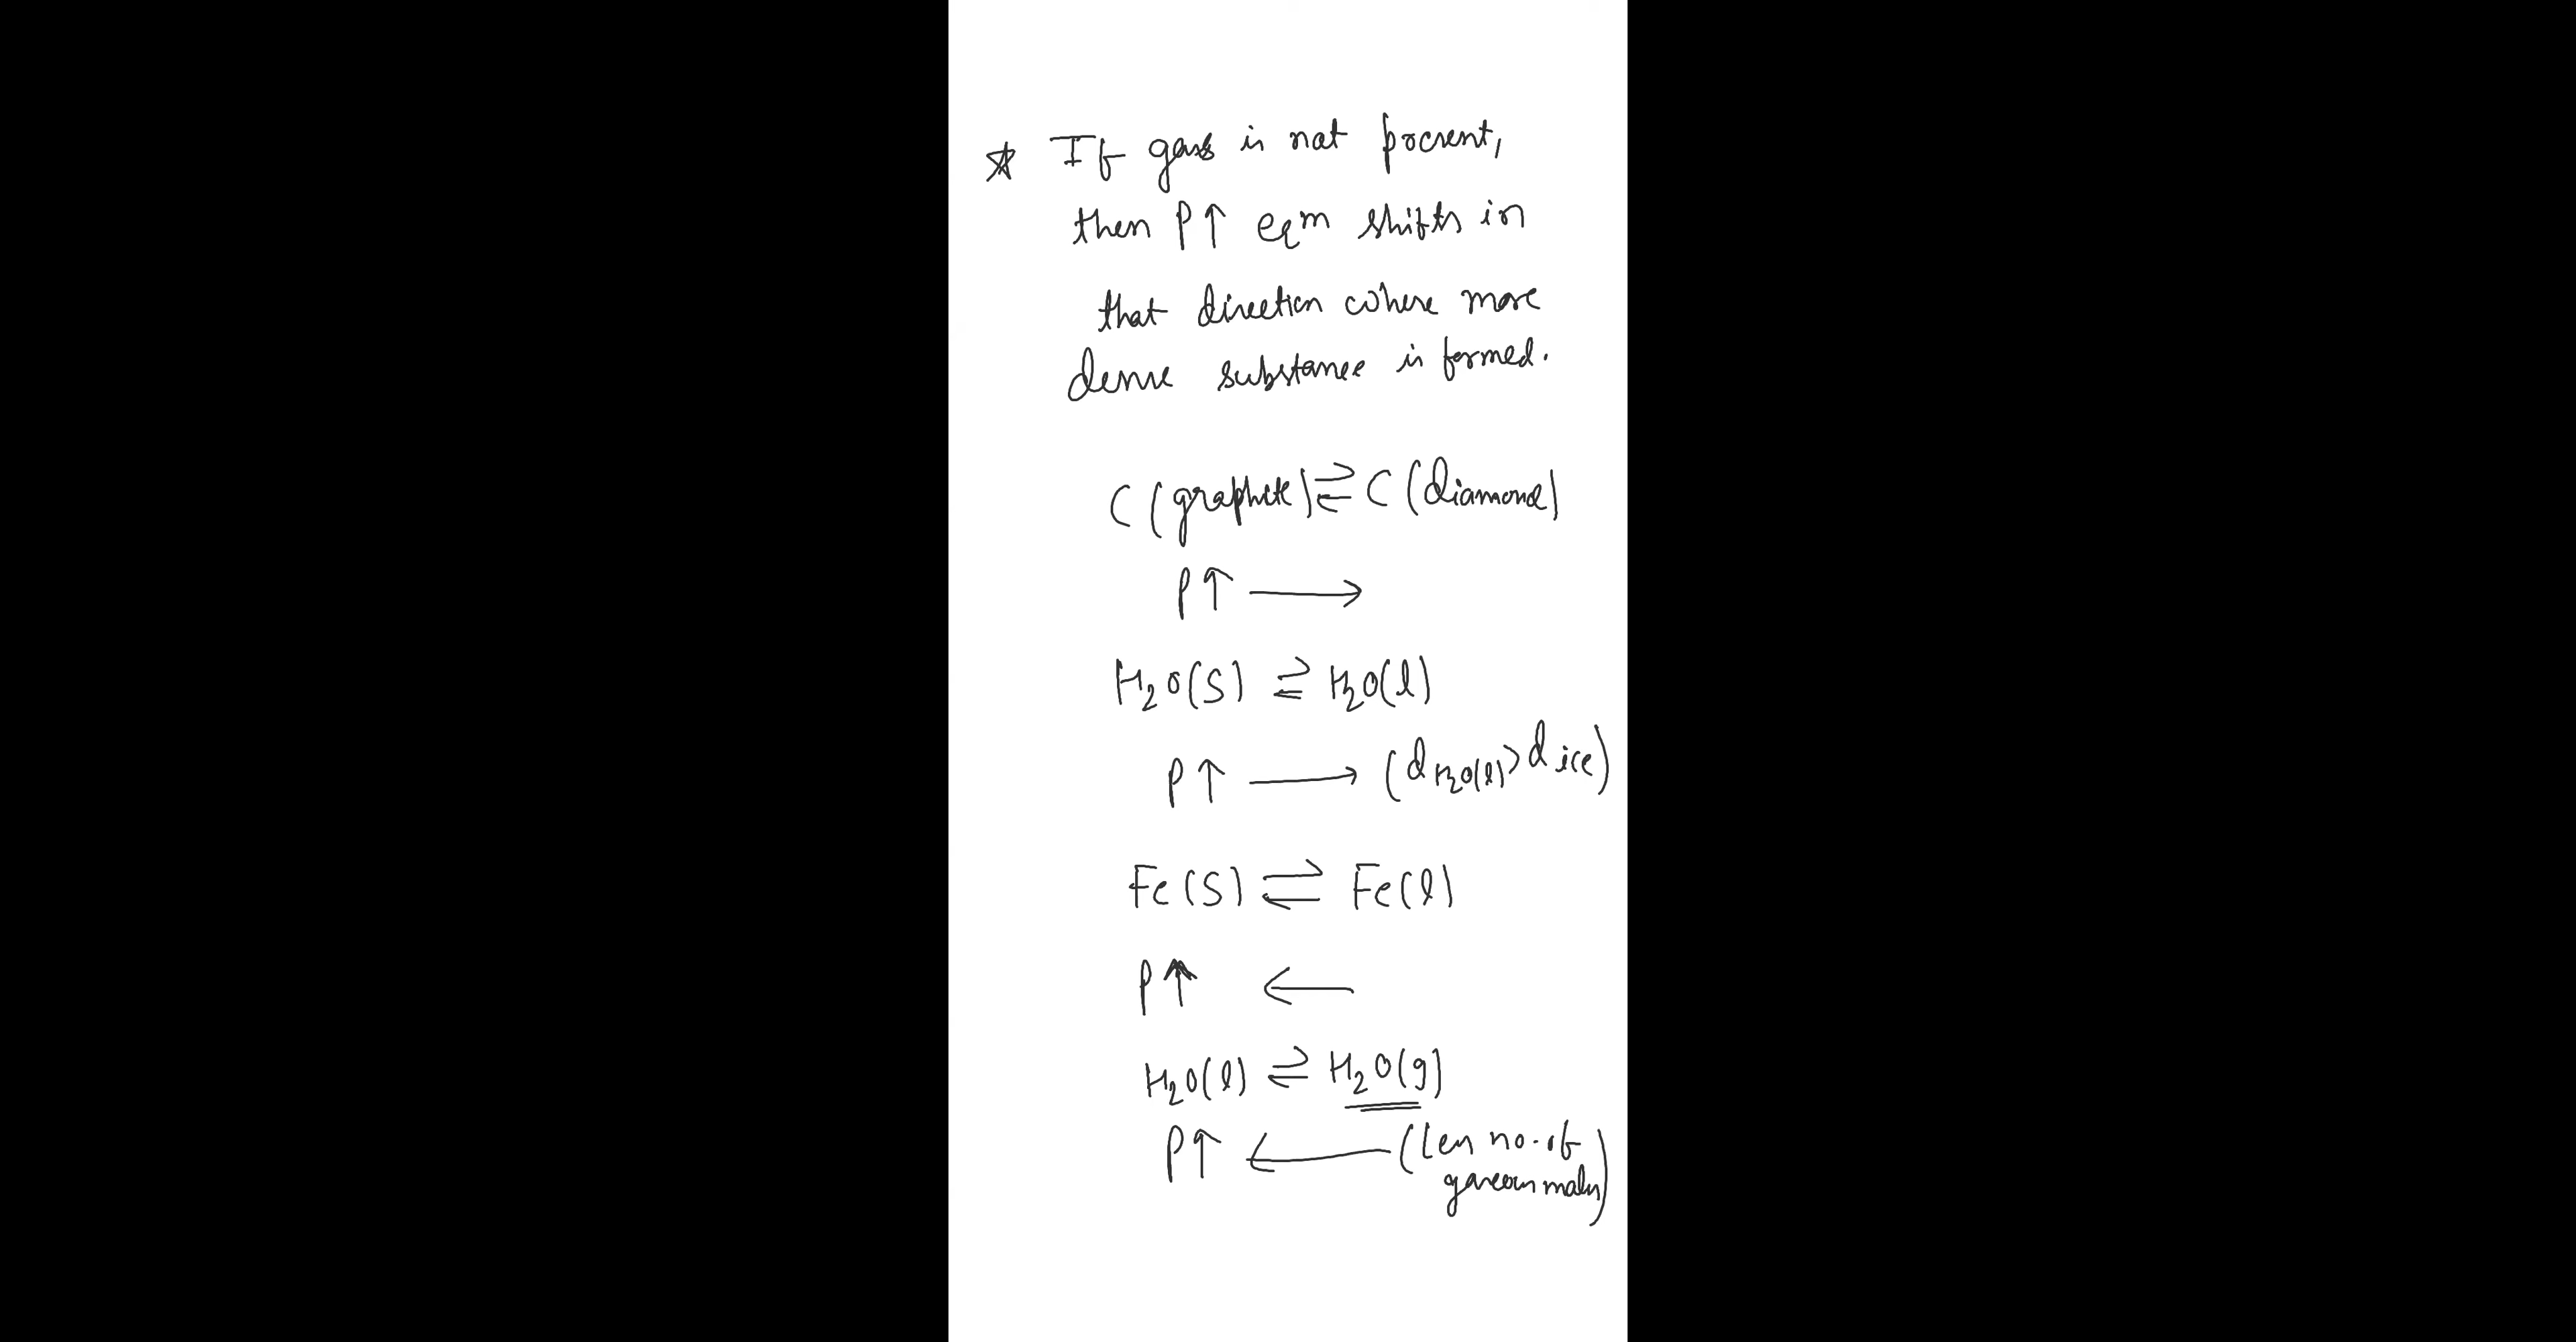 ☆ If gas is not present,
then P↑ eqm shifts in
that direction where more
dense substance is formed.
C(graphite) ⇌ C(diamond)
P↑ ⟶
H₂O(s) ⇌ H₂O(l)
P↑ ⟶ (d H₂O(l) > d ice)
Fe(s) ⇌ Fe(l)
P↑ ⟵
H₂O(l) ⇌ H₂O(g)
P↑ ⟵ (Less no. of
gaseous moles)